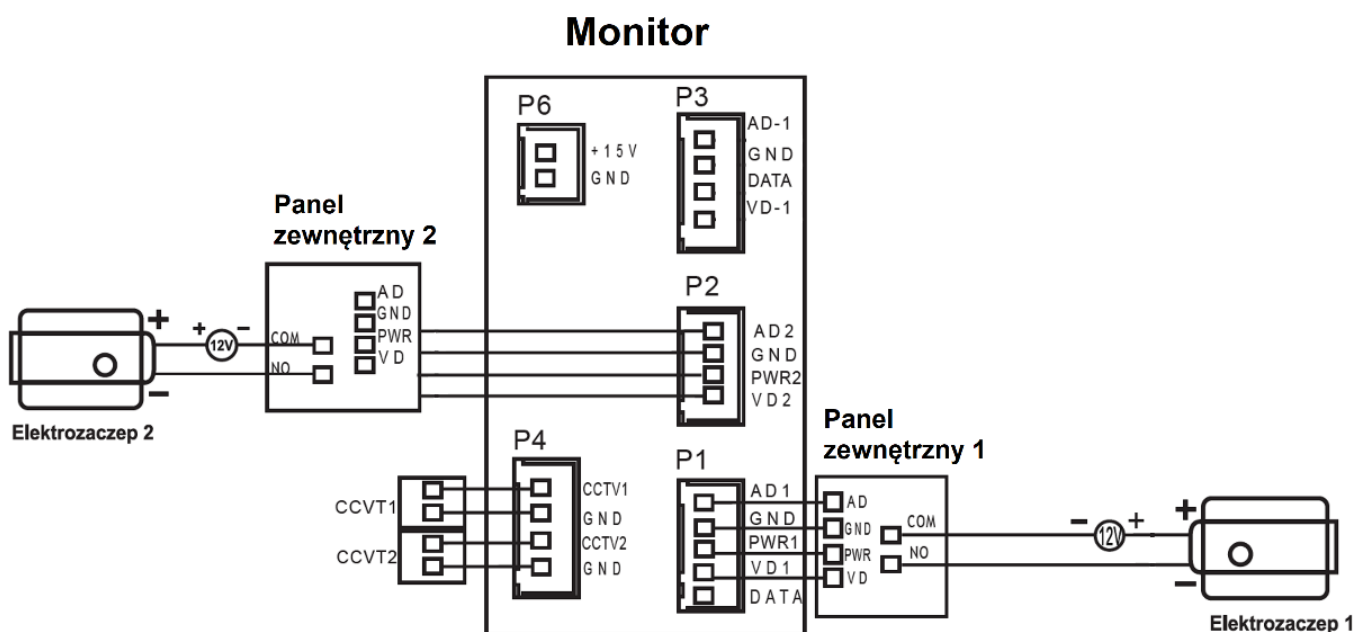 Monitor
P6
+15V
GND
P3
AD-1
GND
DATA
VD-1
Panel
zewnętrzny 2
AD
GND
PWR
VD
COM
NO
+
-
+ 12V -
Elektrozaczep 2
P2
AD2
GND
PWR2
VD2
P4
CCTV1
GND
CCTV2
GND
CCVT1
CCVT2
P1
AD1
GND
PWR1
VD1
DATA
Panel
zewnętrzny 1
AD
GND
PWR
VD
COM
NO
- 12V +
+
-
Elektrozaczep 1